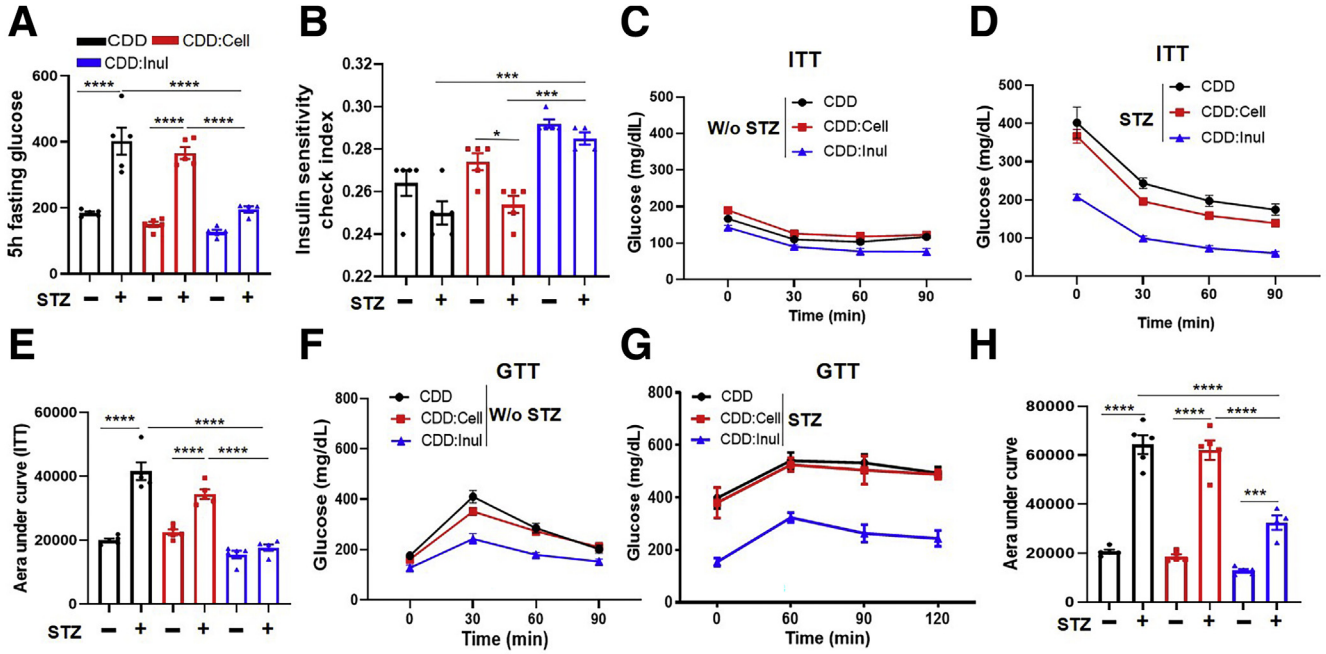 A
CDD CDD:Cell
CDD:Inul
5h fasting glucose
600
400
200
0
**** ****
**** ****
STZ − + − + − +
B
Insulin sensitivity
check index
0.32
0.30
0.28
0.26
0.24
0.22
***
***
*
STZ − + − + − +
C
ITT
W/o STZ
CDD
CDD:Cell
CDD:Inul
Glucose (mg/dlL)
500
400
300
200
100
0
0 30 60 90
Time (min)
D
ITT
STZ
CDD
CDD:Cell
CDD:Inul
Glucose (mg/dL)
500
400
300
200
100
0
0 30 60 90
Time (min)
E
Aera under curve (ITT)
60000
40000
20000
0
****
****
**** ****
STZ − + − + − +
F
GTT
CDD
CDD:Cell
CDD:Inul
W/o STZ
Glucose (mg/dL)
800
600
400
200
0
0 30 60 90
Time (min)
G
GTT
CDD
CDD:Cell
CDD:Inul
STZ
Glucose (mg/dL)
800
600
400
200
0
0 60 90 120
Time (min)
H
Aera under curve
80000
60000
40000
20000
0
****
**** **** ****
***
STZ − + − + − +